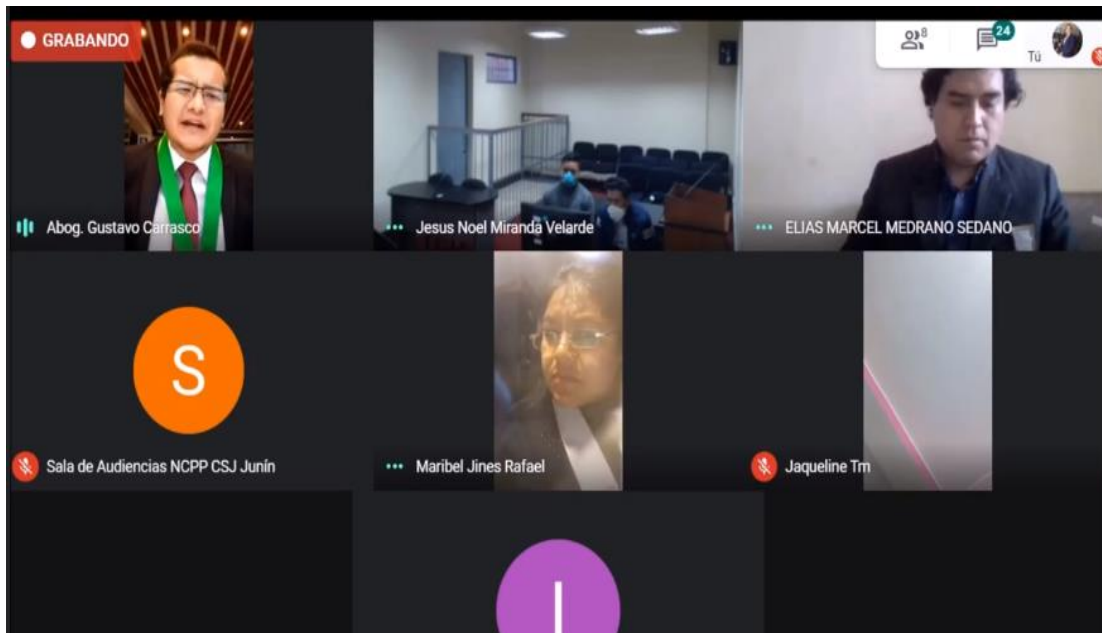 GRABANDO
8
24
Tú
Abog. Gustavo Carrasco
Jesus Noel Miranda Velarde
ELIAS MARCEL MEDRANO SEDANO
S
Sala de Audiencias NCPP CSJ Junín
Maribel Jines Rafael
Jaqueline Tm